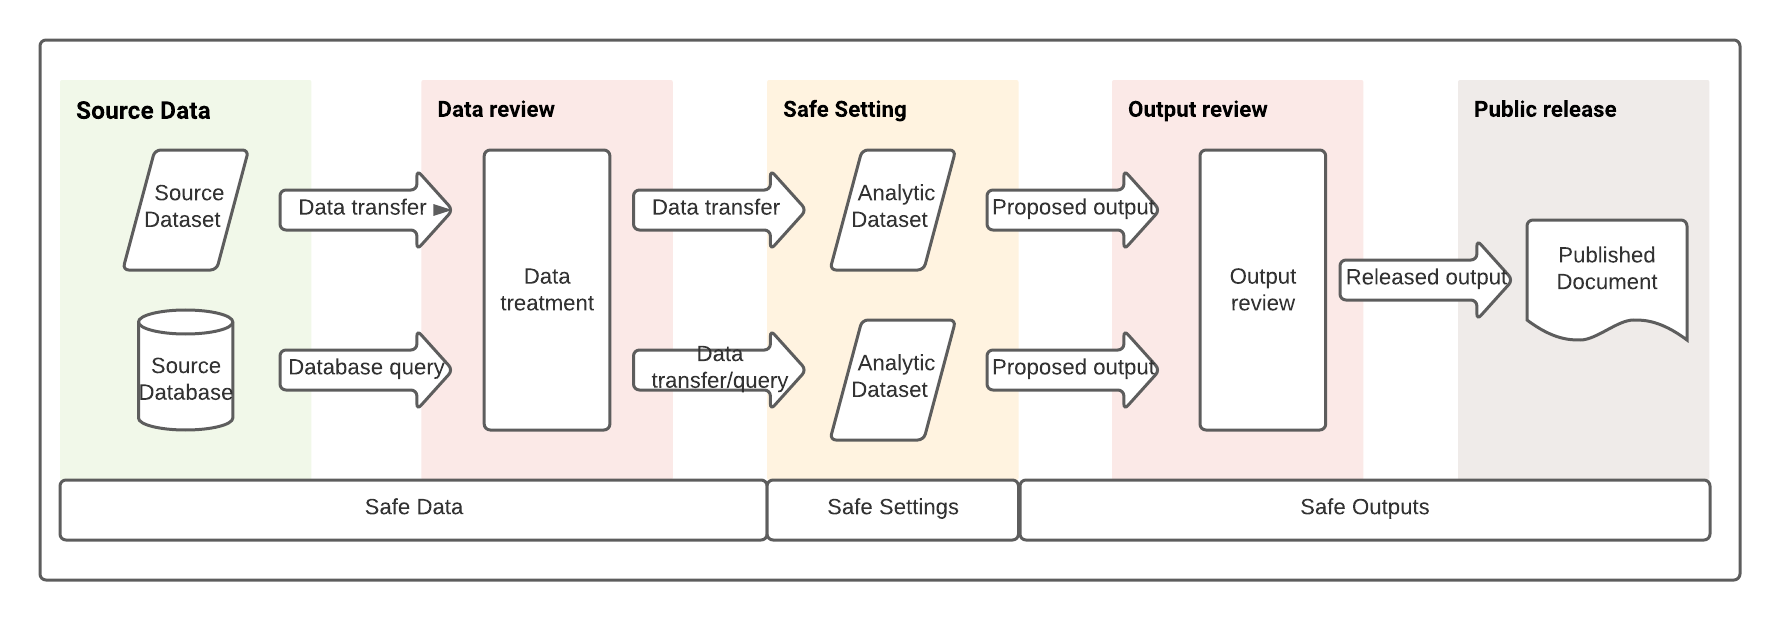 Source Data
Data review
Safe Setting
Output review
Public release
Source
Dataset
Data transfer
Data transfer
Analytic
Dataset
Proposed output
Data
treatment
Output
review
Released output
Published
Document
Source
Database
Database query
Data
transfer/query
Analytic
Dataset
Proposed output
Safe Data
Safe Settings
Safe Outputs